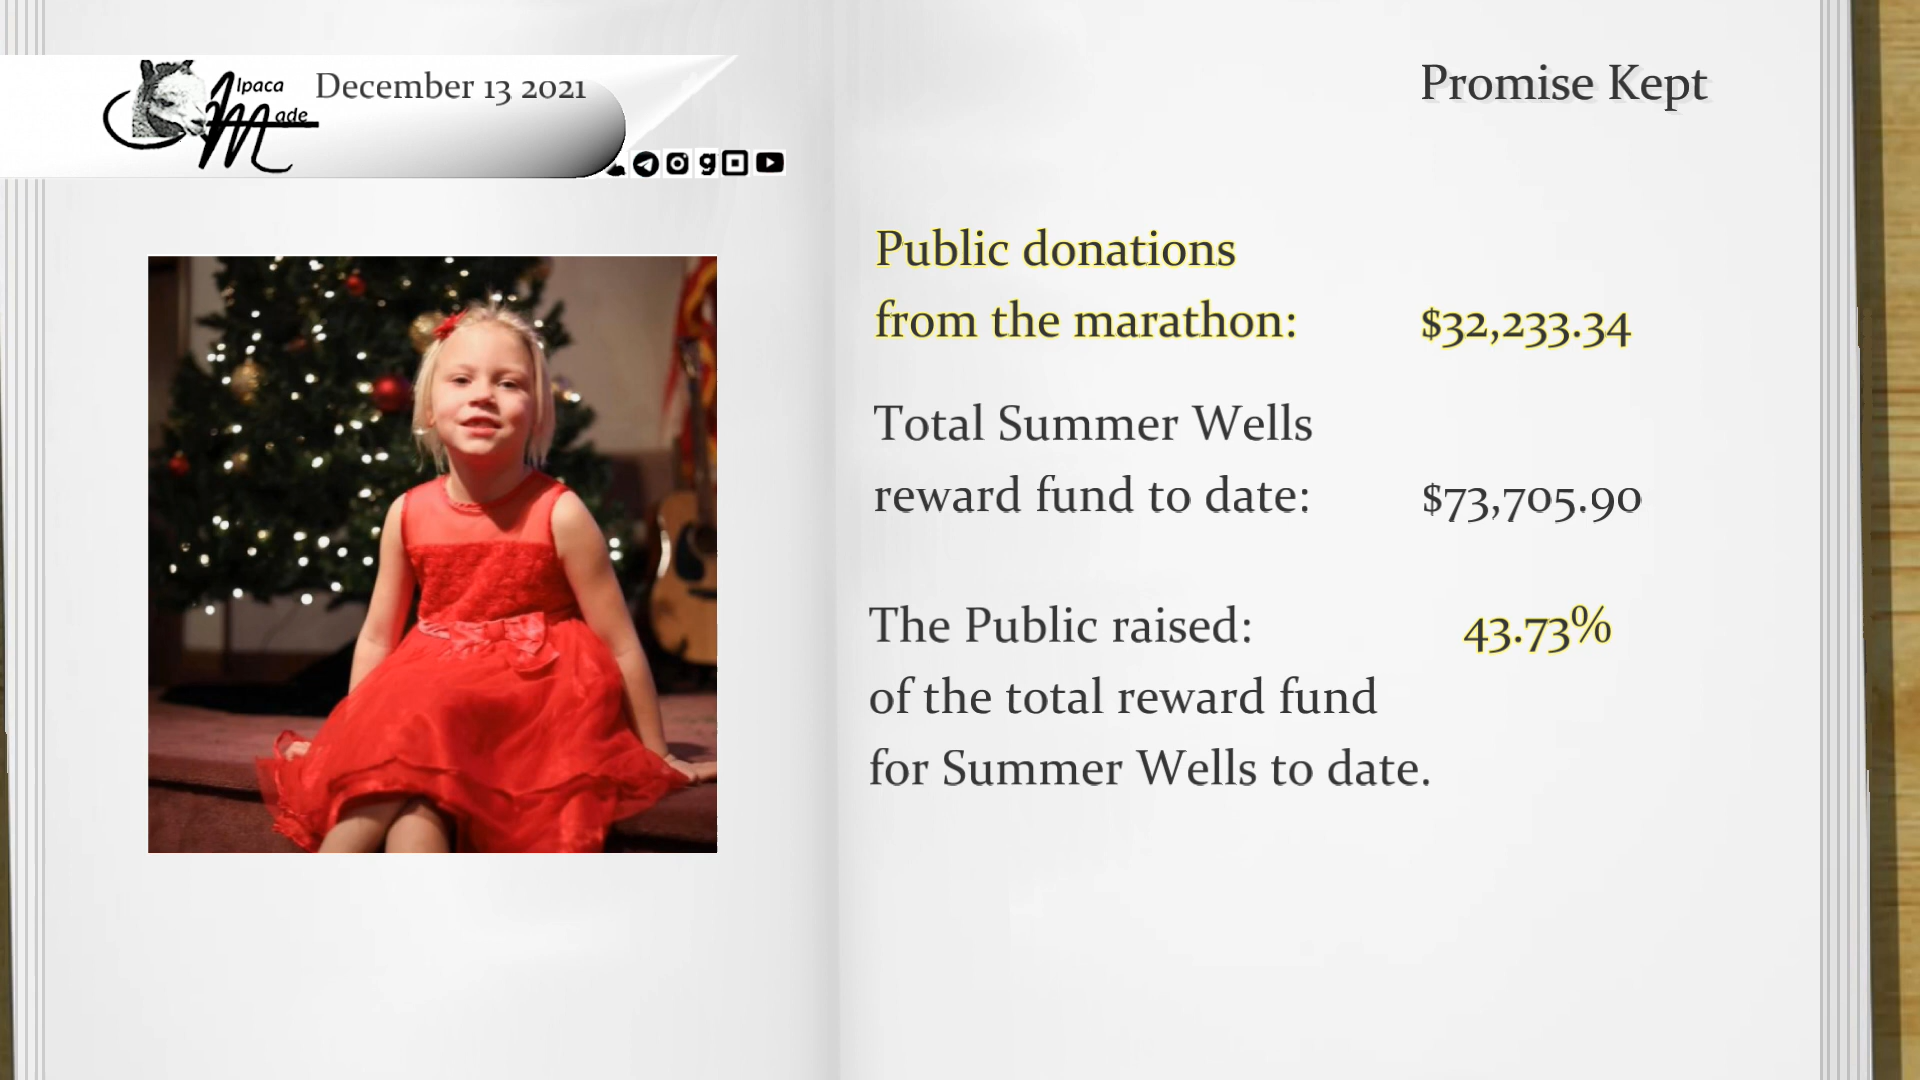 Alpaca
Made
December 13 2021
Promise Kept
Public donations
from the marathon: $32,233.34
Total Summer Wells
reward fund to date: $73,705.90
The Public raised: 43.73%
of the total reward fund
for Summer Wells to date.